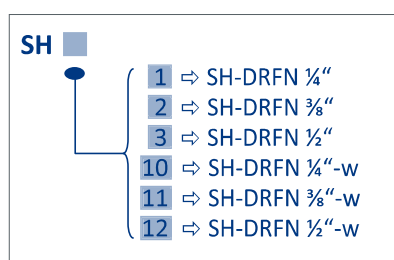 SH
1 ⇨ SH-DRFN ¼“
2 ⇨ SH-DRFN ⅜“
3 ⇨ SH-DRFN ½“
10 ⇨ SH-DRFN ¼“-w
11 ⇨ SH-DRFN ⅜“-w
12 ⇨ SH-DRFN ½“-w